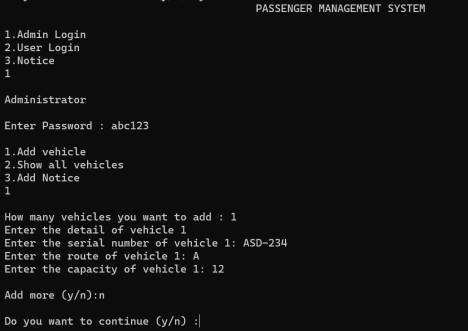 PASSENGER MANAGEMENT SYSTEM
1.Admin Login
2.User Login
3.Notice
1
Administrator
Enter Password : abc123
1.Add vehicle
2.Show all vehicles
3.Add Notice
1
How many vehicles you want to add : 1
Enter the detail of vehicle 1
Enter the serial number of vehicle 1: ASD-234
Enter the route of vehicle 1: A
Enter the capacity of vehicle 1: 12
Add more (y/n):n
Do you want to continue (y/n) :